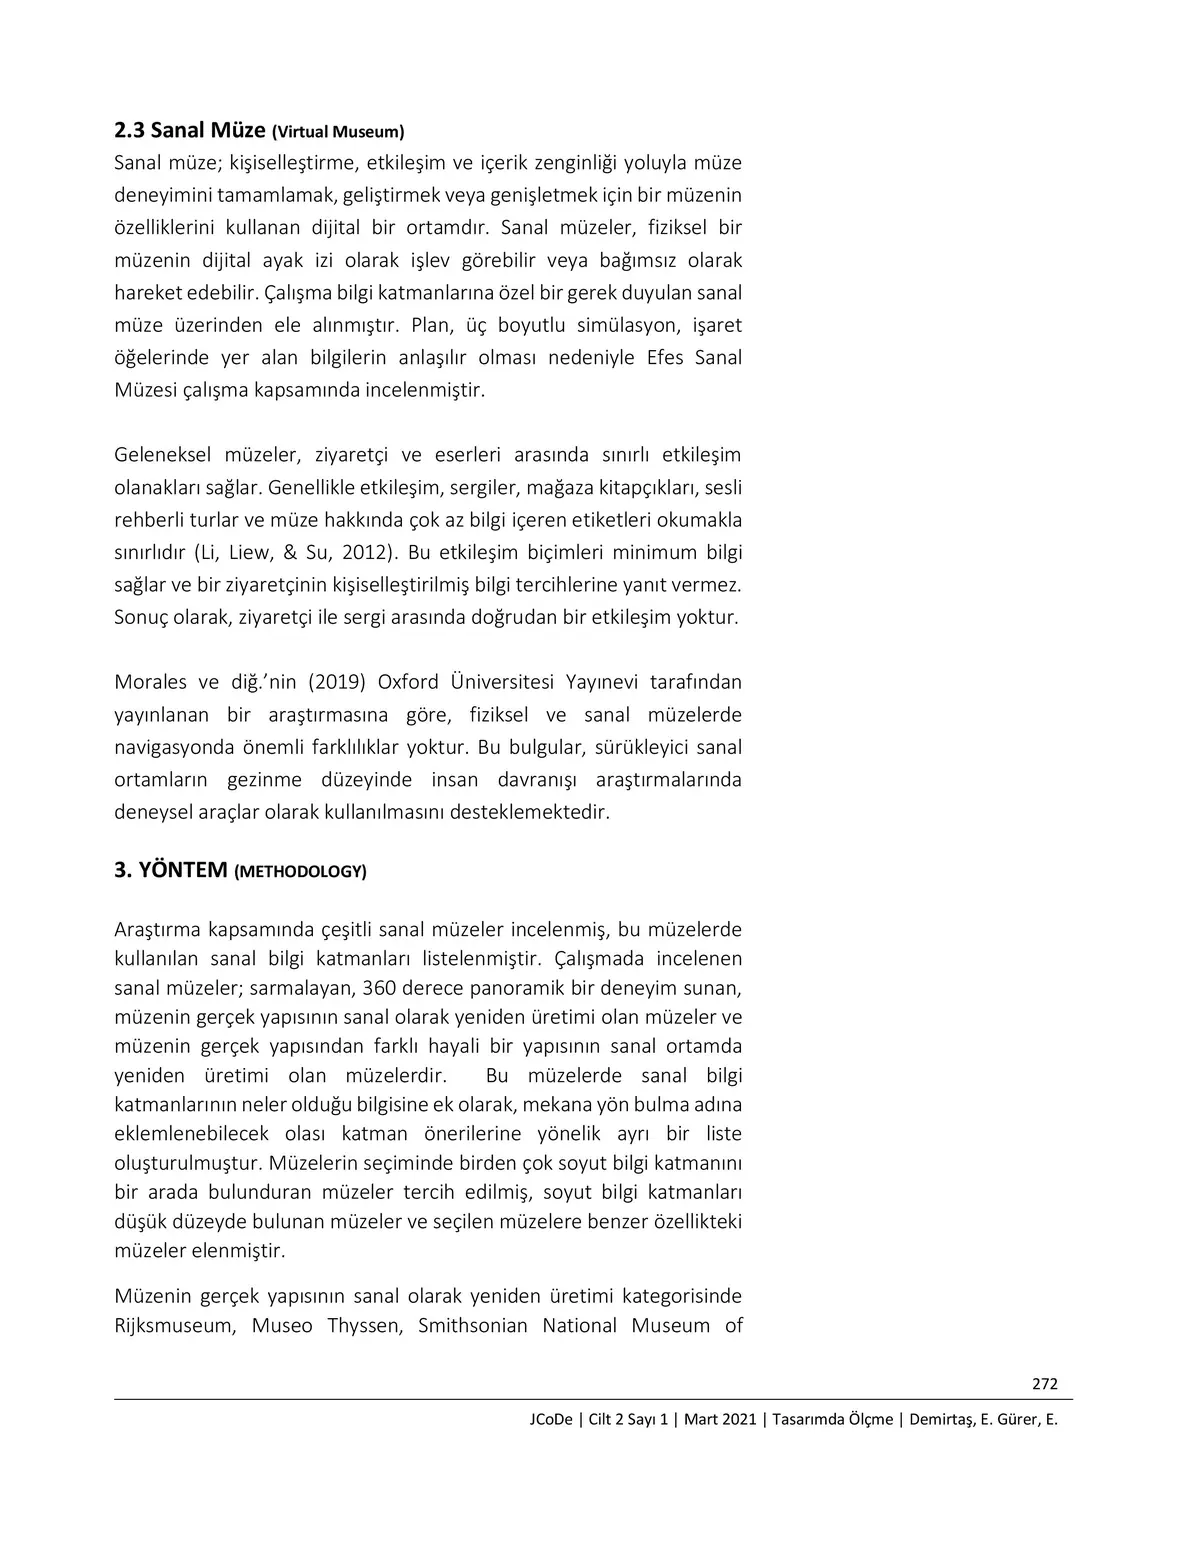 2.3 Sanal Müze (Virtual Museum)
Sanal müze; kişiselleştirme, etkileşim ve içerik zenginliği yoluyla müze
deneyimini tamamlamak, geliştirmek veya genişletmek için bir müzenin
özelliklerini kullanan dijital bir ortamdır. Sanal müzeler, fiziksel bir
müzenin dijital ayak izi olarak işlev görebilir veya bağımsız olarak
hareket edebilir. Çalışma bilgi katmanlarına özel bir gerek duyulan sanal
müze üzerinden ele alınmıştır. Plan, üç boyutlu simülasyon, işaret
öğelerinde yer alan bilgilerin anlaşılır olması nedeniyle Efes Sanal
Müzesi çalışma kapsamında incelenmiştir.
Geleneksel müzeler, ziyaretçi ve eserleri arasında sınırlı etkileşim
olanakları sağlar. Genellikle etkileşim, sergiler, mağaza kitapçıkları, sesli
rehberli turlar ve müze hakkında çok az bilgi içeren etiketleri okumakla
sınırlıdır (Li, Liew, & Su, 2012). Bu etkileşim biçimleri minimum bilgi
sağlar ve bir ziyaretçinin kişiselleştirilmiş bilgi tercihlerine yanıt vermez.
Sonuç olarak, ziyaretçi ile sergi arasında doğrudan bir etkileşim yoktur.
Morales ve diğ.’nin (2019) Oxford Üniversitesi Yayınevi tarafından
yayınlanan bir araştırmasına göre, fiziksel ve sanal müzelerde
navigasyonda önemli farklılıklar yoktur. Bu bulgular, sürükleyici sanal
ortamların gezinme düzeyinde insan davranışı araştırmalarında
deneysel araçlar olarak kullanılmasını desteklemektedir.
3. YÖNTEM (METHODOLOGY)
Araştırma kapsamında çeşitli sanal müzeler incelenmiş, bu müzelerde
kullanılan sanal bilgi katmanları listelenmiştir. Çalışmada incelenen
sanal müzeler; sarmalayan, 360 derece panoramik bir deneyim sunan,
müzenin gerçek yapısının sanal olarak yeniden üretimi olan müzeler ve
müzenin gerçek yapısından farklı hayali bir yapısının sanal ortamda
yeniden üretimi olan müzelerdir. Bu müzelerde sanal bilgi
katmanlarının neler olduğu bilgisine ek olarak, mekana yön bulma adına
eklemlenebilecek olası katman önerilerine yönelik ayrı bir liste
oluşturulmuştur. Müzelerin seçiminde birden çok soyut bilgi katmanını
bir arada bulunduran müzeler tercih edilmiş, soyut bilgi katmanları
düşük düzeyde bulunan müzeler ve seçilen müzelere benzer özellikteki
müzeler elenmiştir.
Müzenin gerçek yapısının sanal olarak yeniden üretimi kategorisinde
Rijksmuseum, Museo Thyssen, Smithsonian National Museum of
272
JCoDe | Cilt 2 Sayı 1 | Mart 2021 | Tasarımda Ölçme | Demirtaş, E. Gürer, E.